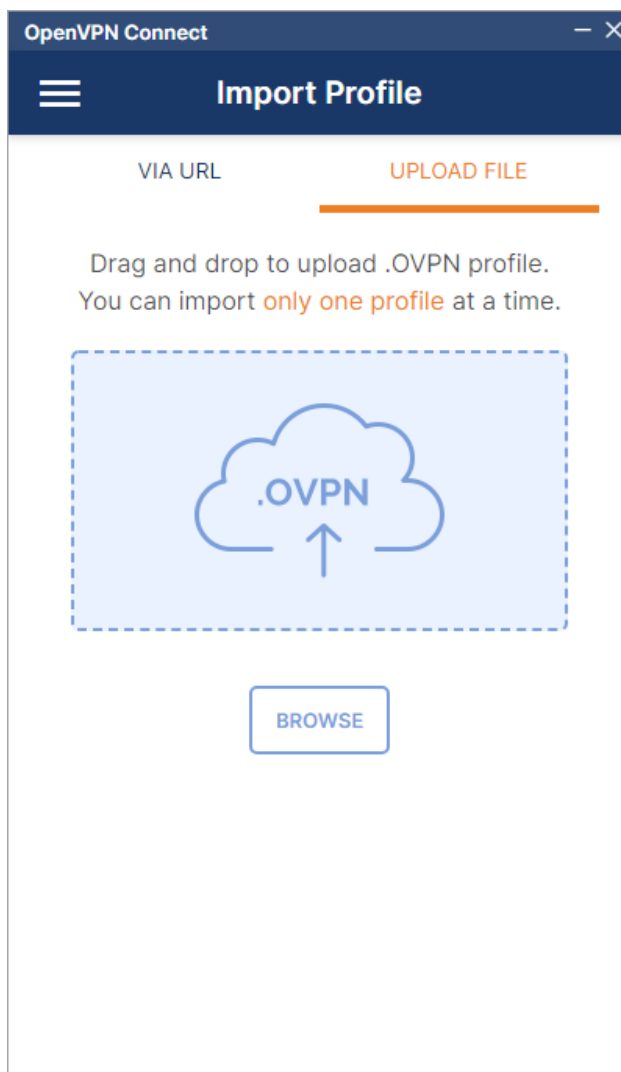 OpenVPN Connect
Import Profile
VIA URL
UPLOAD FILE
Drag and drop to upload .OVPN profile.
You can import only one profile at a time.
.OVPN
BROWSE